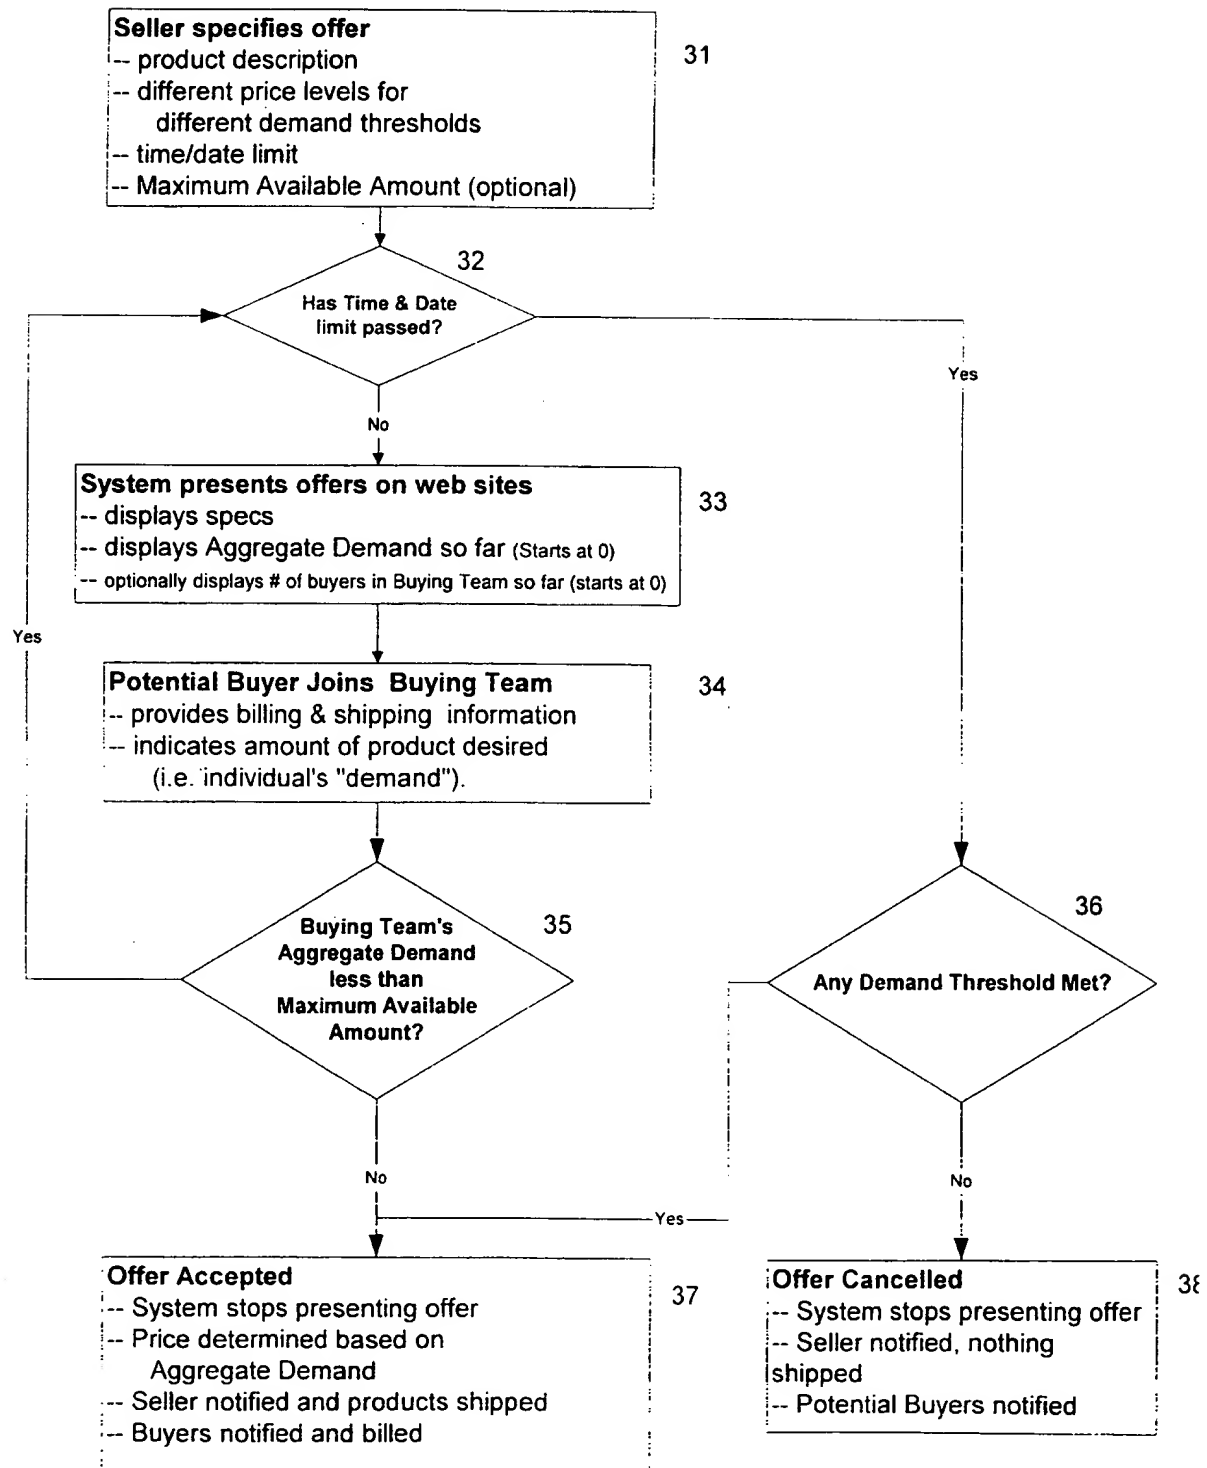 Seller specifies offer
-- product description
-- different price levels for
different demand thresholds
-- time/date limit
-- Maximum Available Amount (optional)
31
32
Has Time & Date
limit passed?
Yes
No
System presents offers on web sites
-- displays specs
-- displays Aggregate Demand so far (Starts at 0)
-- optionally displays # of buyers in Buying Team so far (starts at 0)
33
Yes
Potential Buyer Joins Buying Team
-- provides billing & shipping information
-- indicates amount of product desired
(i.e. individual's "demand").
34
Buying Team's
Aggregate Demand
less than
Maximum Available
Amount?
35
36
Any Demand Threshold Met?
No
No
Yes
Offer Accepted
-- System stops presenting offer
-- Price determined based on
Aggregate Demand
-- Seller notified and products shipped
-- Buyers notified and billed
37
Offer Cancelled
-- System stops presenting offer
-- Seller notified, nothing
shipped
-- Potential Buyers notified